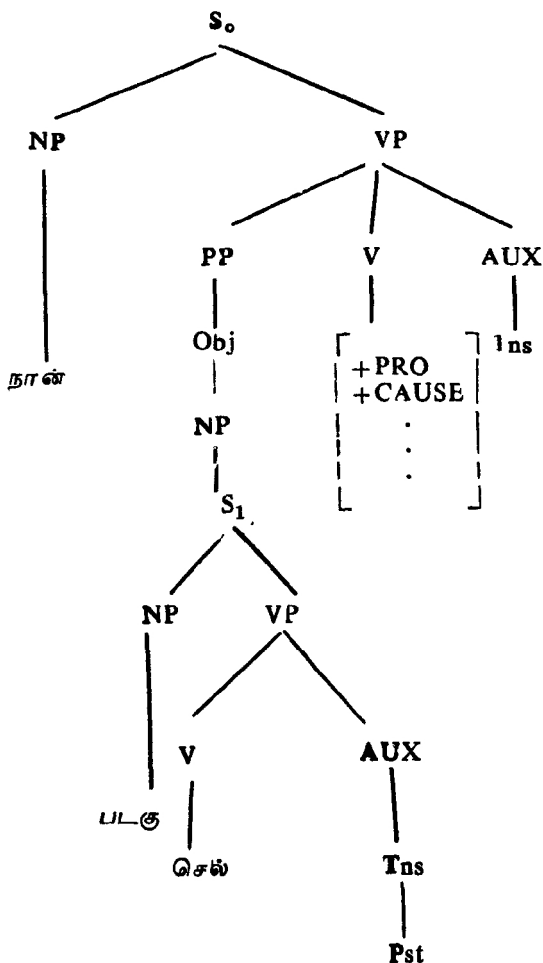 S₀
NP VP
PP V AUX
Obj
+PRO
+CAUSE
.
.
.
Tns
நான்
NP
S₁
NP VP
V AUX
படகு
செல்
Tns
Pst